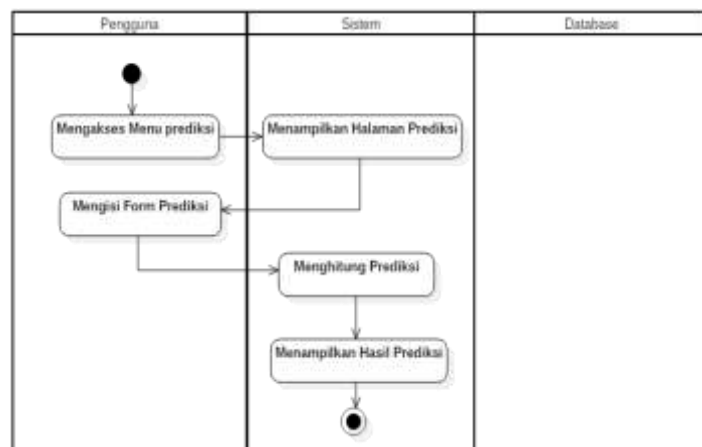 Pengguna
Sistem
Database
Mengakses Menu prediksi
Menampilkan Halaman Prediksi
Mengisi Form Prediksi
Menghitung Prediksi
Menampilkan Hasil Prediksi